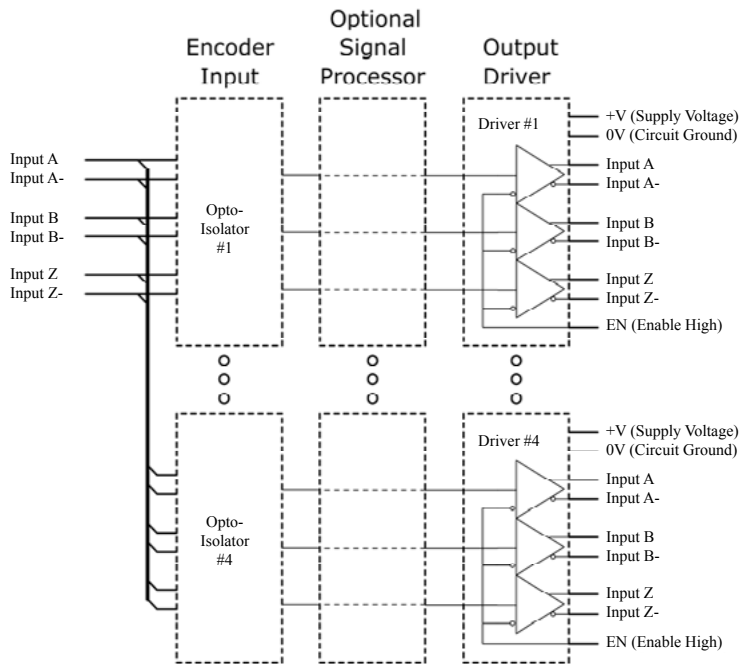 Encoder
Input
Optional
Signal
Processor
Output
Driver
Input A
Input A-
Input B
Input B-
Input Z
Input Z-
Opto-
Isolator
#1
Driver #1
+V (Supply Voltage)
0V (Circuit Ground)
Input A
Input A-
Input B
Input B-
Input Z
Input Z-
EN (Enable High)
Opto-
Isolator
#4
Driver #4
+V (Supply Voltage)
0V (Circuit Ground)
Input A
Input A-
Input B
Input B-
Input Z
Input Z-
EN (Enable High)